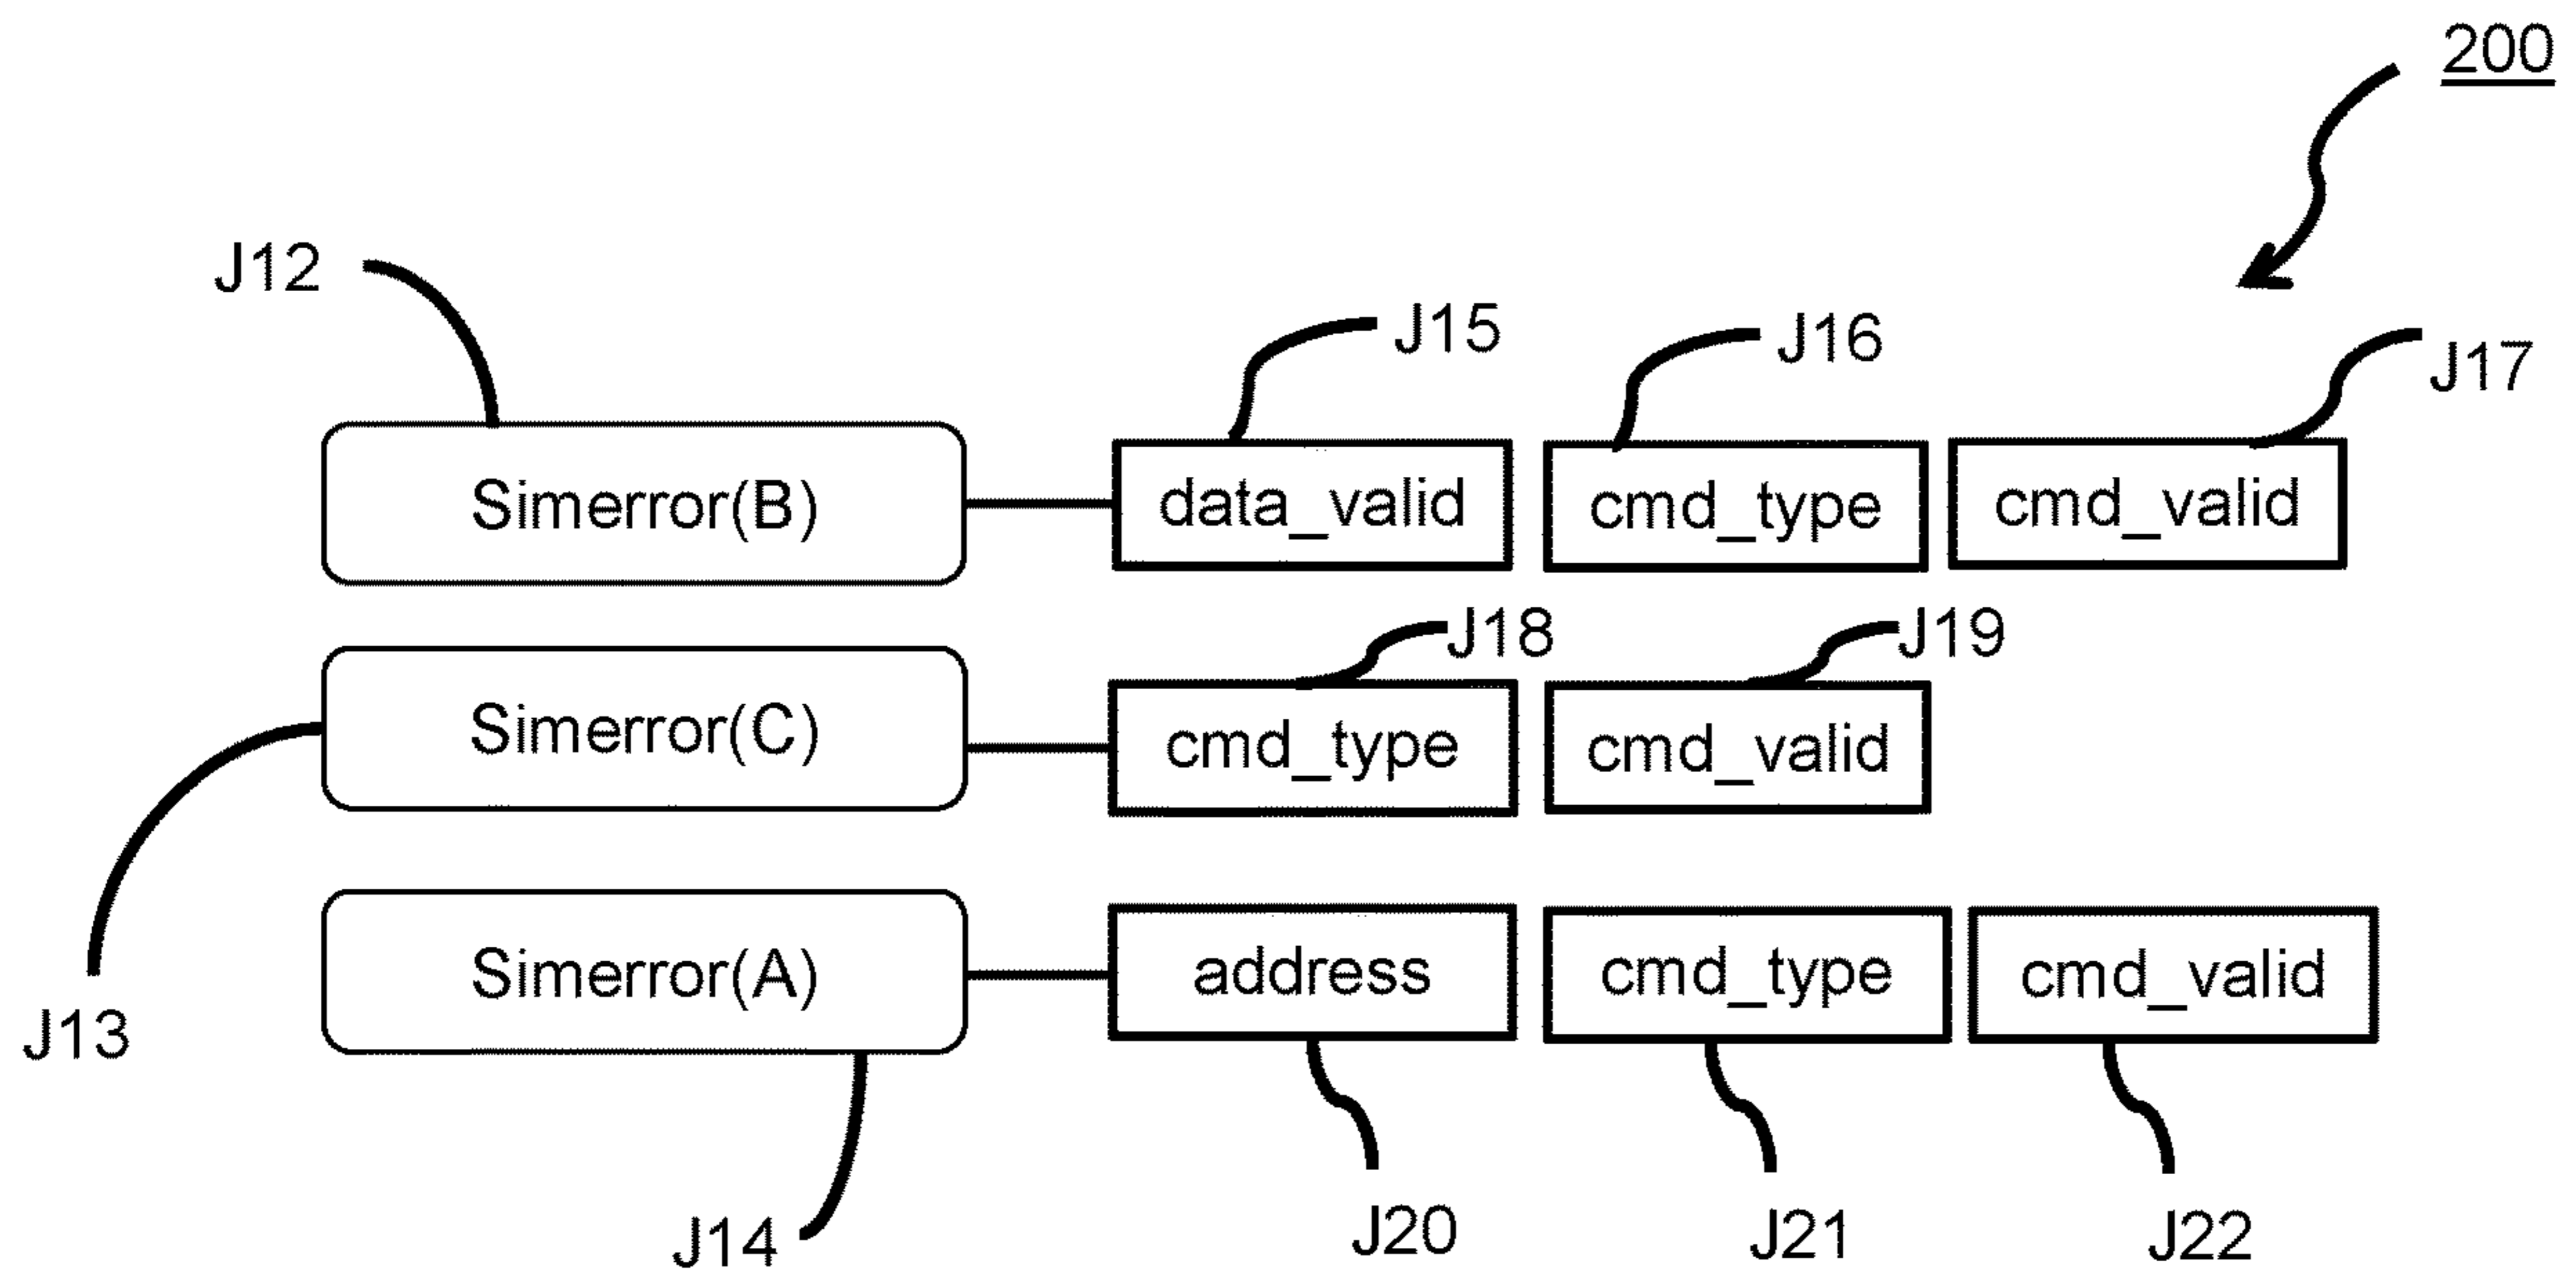 200
J12
J15
J16
J17
Simerror(B) data_valid cmd_type cmd_valid
J18
J19
Simerror(C) cmd_type cmd_valid
Simerror(A) address cmd_type cmd_valid
J13
J14
J20
J21
J22